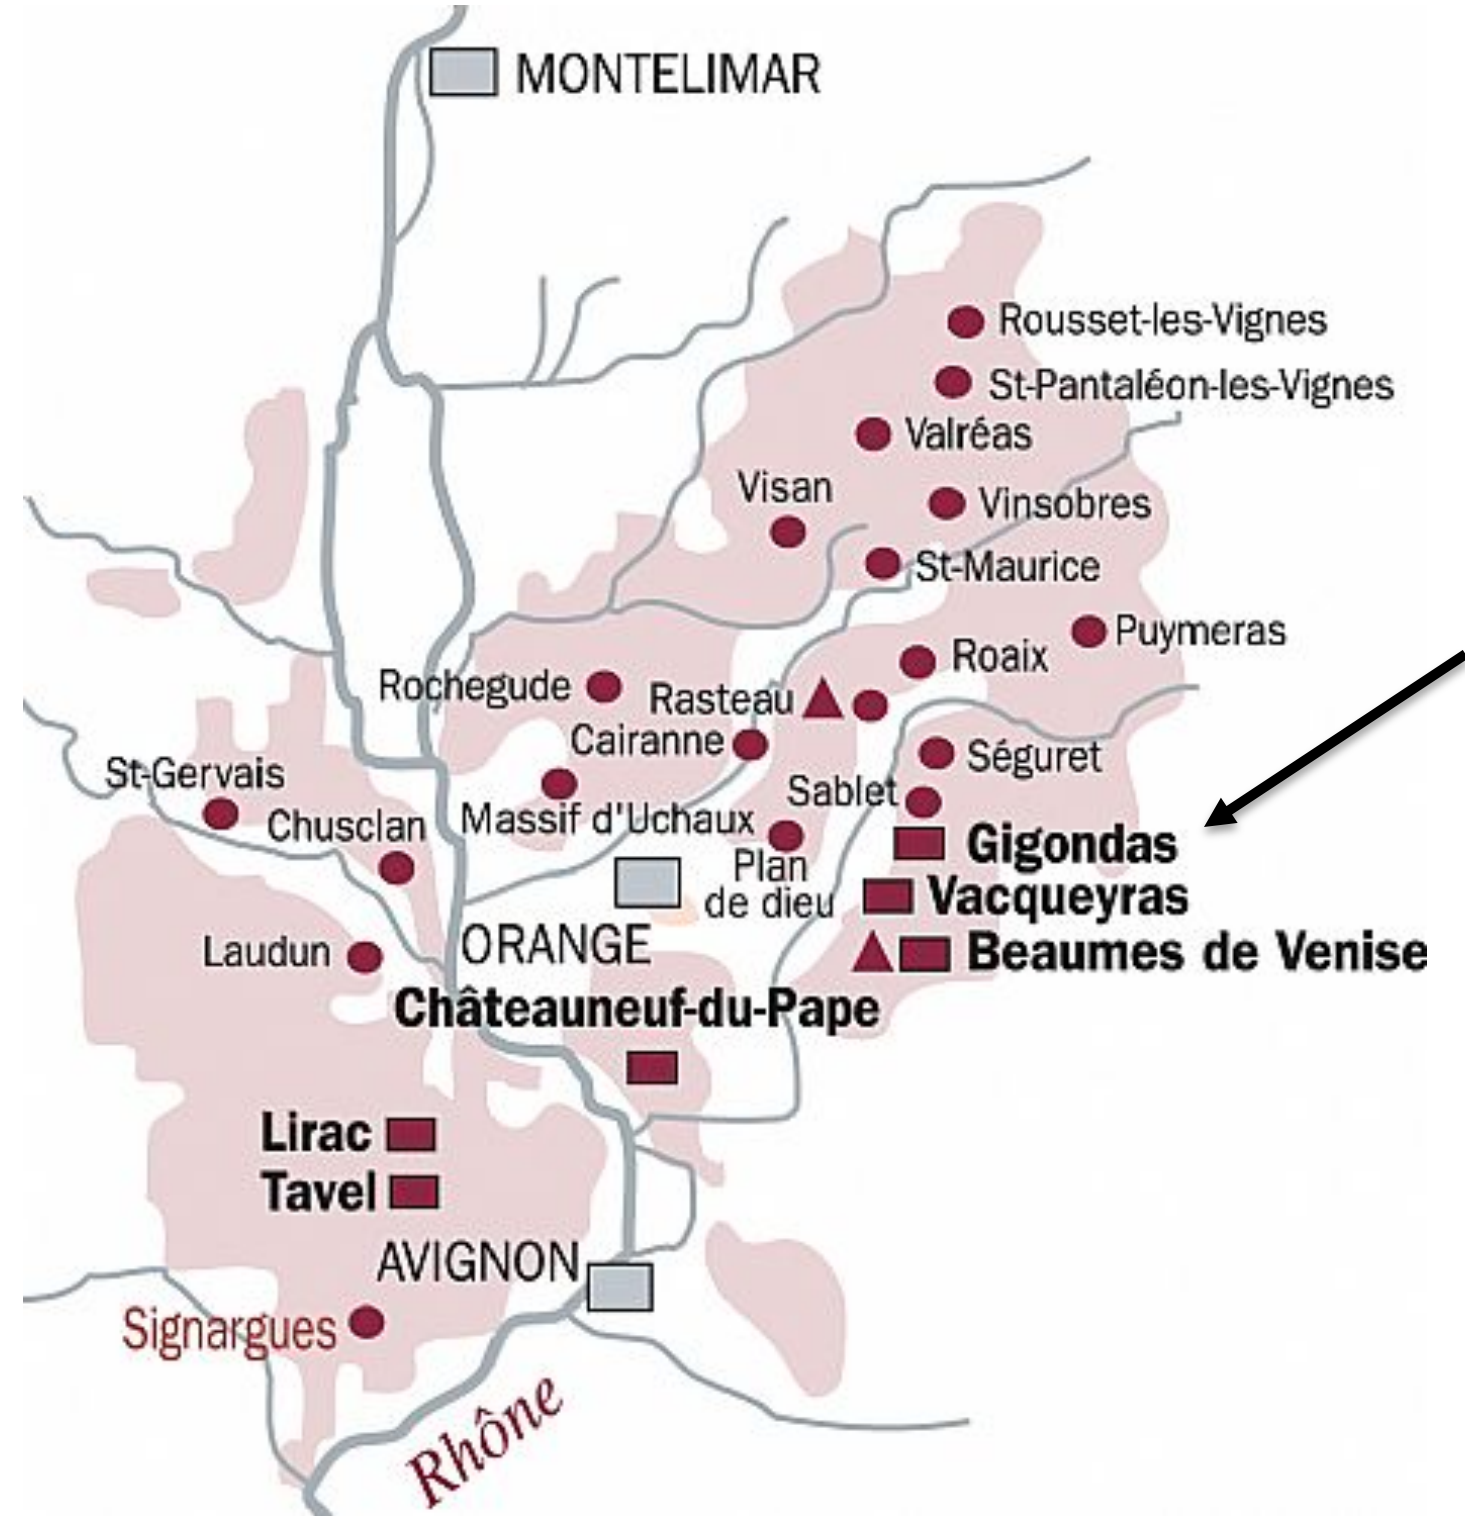 MONTELIMAR
Rousset-les-Vignes
St-Pantaléon-les-Vignes
Valréas
Visan
Vinsobres
St-Maurice
Puymeras
Roaix
Rochegude
Rasteau
Cairanne
Séguret
St-Gervais
Sablet
Massif d'Uchaux
Chusclan
Gigondas
Plan
de dieu
Vacqueyras
ORANGE
Laudun
Beaumes de Venise
Châteauneuf-du-Pape
Lirac
Tavel
AVIGNON
Signargues
Rhône